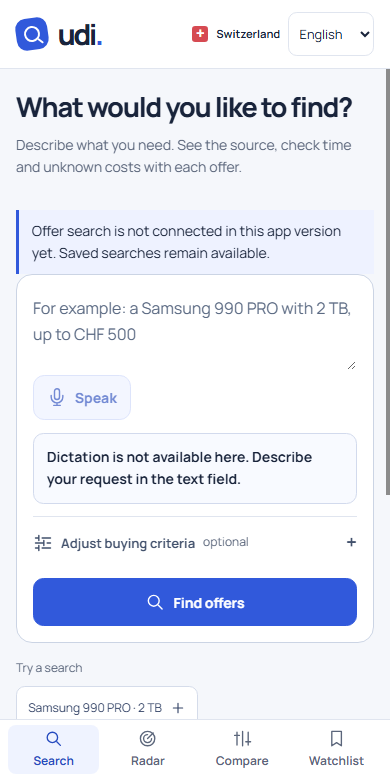 udi.
Switzerland
English
What would you like to find?
Describe what you need. See the source, check time
and unknown costs with each offer.
Offer search is not connected in this app version
yet. Saved searches remain available.
For example: a Samsung 990 PRO with 2 TB,
up to CHF 500
Speak
Dictation is not available here. Describe
your request in the text field.
Adjust buying criteria optional +
Find offers
Try a search
Samsung 990 PRO · 2 TB +
Search
Radar
Compare
Watchlist